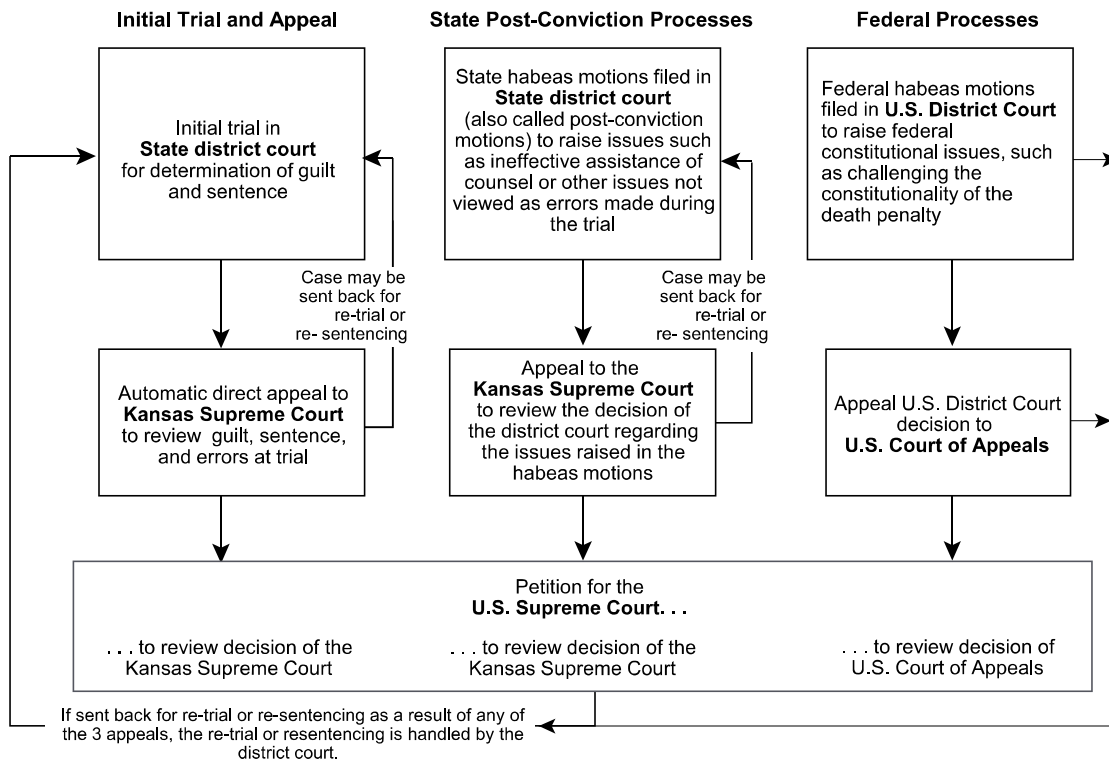 Initial Trial and Appeal
State Post-Conviction Processes
Federal Processes
Initial trial in
State district court
for determination of guilt
and sentence
State habeas motions filed in
State district court
(also called post-conviction
motions) to raise issues such
as ineffective assistance of
counsel or other issues not
viewed as errors made during
the trial
Federal habeas motions
filed in U.S. District Court
to raise federal
constitutional issues, such
as challenging the
constitutionality of the
death penalty
Case may be
sent back for
re-trial or
re- sentencing
Case may be
sent back for
re-trial or
re- sentencing
Automatic direct appeal to
Kansas Supreme Court
to review guilt, sentence,
and errors at trial
Appeal to the
Kansas Supreme Court
to review the decision of
the district court regarding
the issues raised in the
habeas motions
Appeal U.S. District Court
decision to
U.S. Court of Appeals
Petition for the
U.S. Supreme Court. . .
. . . to review decision of the
Kansas Supreme Court
. . . to review decision of the
Kansas Supreme Court
. . . to review decision of
U.S. Court of Appeals
If sent back for re-trial or re-sentencing as a result of any of
the 3 appeals, the re-trial or resentencing is handled by the
district court.